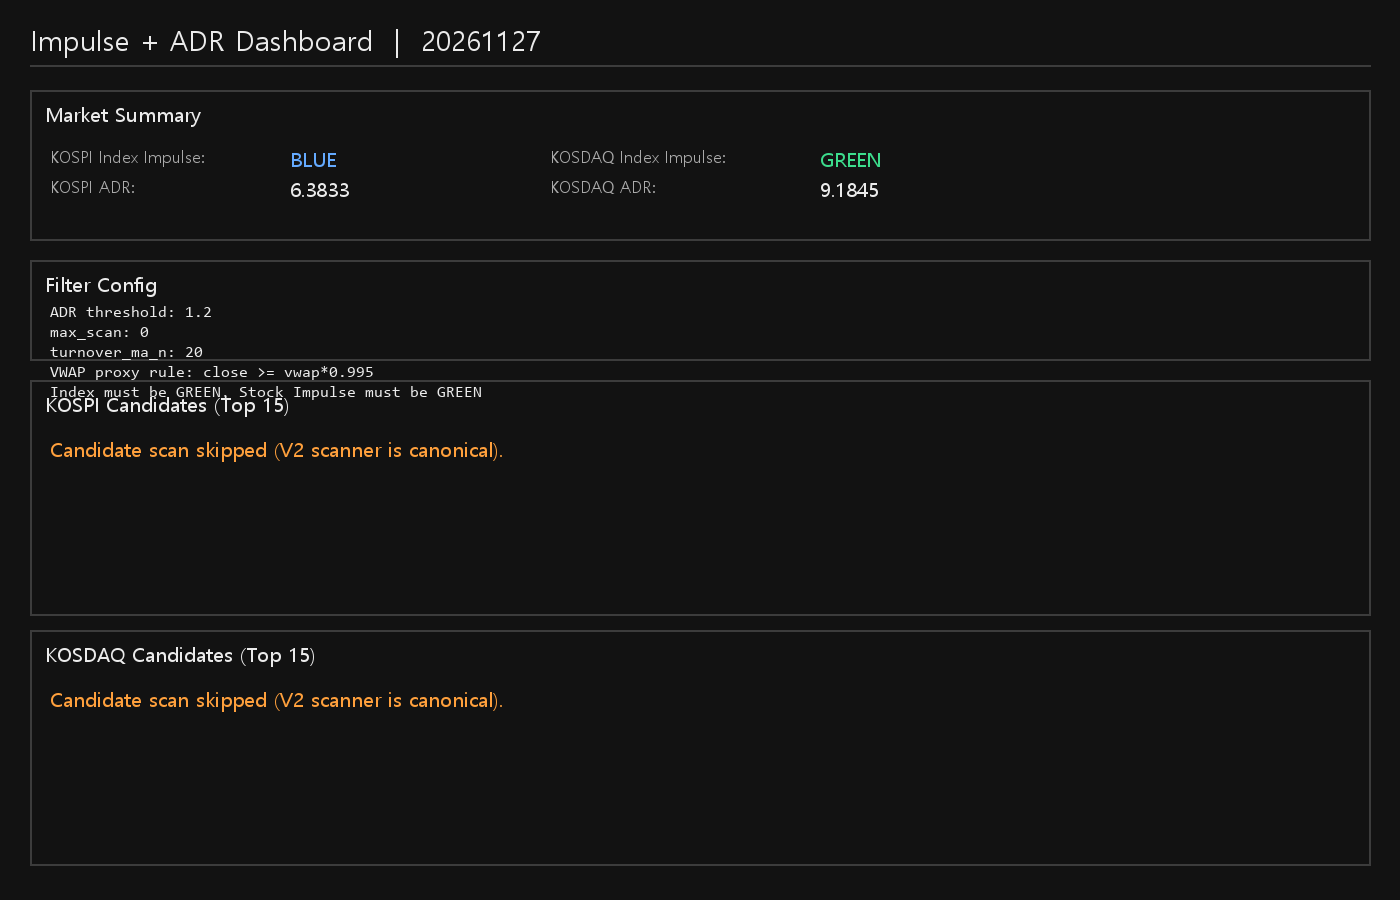 Impulse + ADR Dashboard | 20261127
Market Summary
KOSPI Index Impulse: BLUE KOSDAQ Index Impulse: GREEN
KOSPI ADR: 6.3833 KOSDAQ ADR: 9.1845
Filter Config
ADR threshold: 1.2
max_scan: 0
turnover_ma_n: 20
VWAP proxy rule: close >= vwap*0.995
Index must be GREEN, Stock Impulse must be GREEN
KOSPI Candidates (Top 15)
Candidate scan skipped (V2 scanner is canonical).
KOSDAQ Candidates (Top 15)
Candidate scan skipped (V2 scanner is canonical).